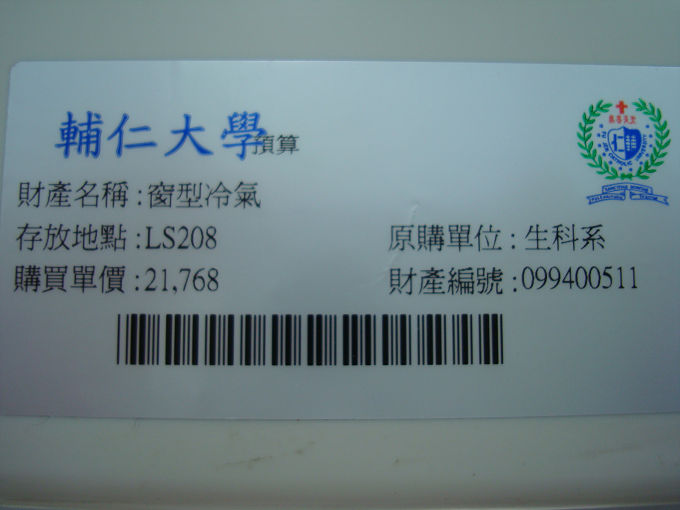 輔仁大學預算
財產名稱:窗型冷氣
存放地點:LS208
原購單位:生科系
購買單價:21,768
財產編號:099400511